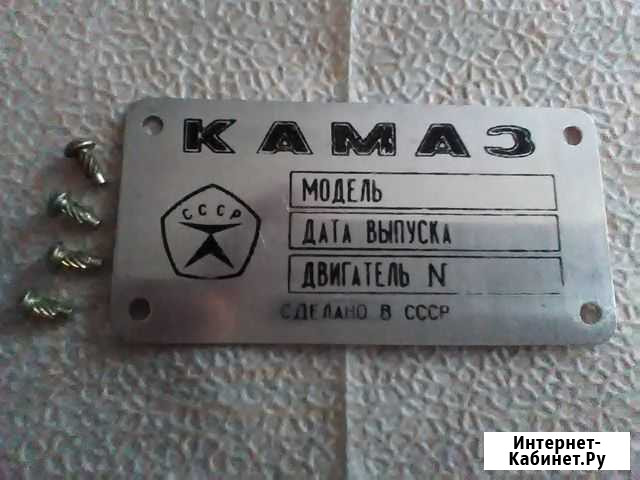 КАМАЗ
СССР
МОДЕЛЬ
ДАТА ВЫПУСКА
ДВИГАТЕЛЬ N
СДЕЛАНО В СССР
Интернет-
Кабинет.Ру